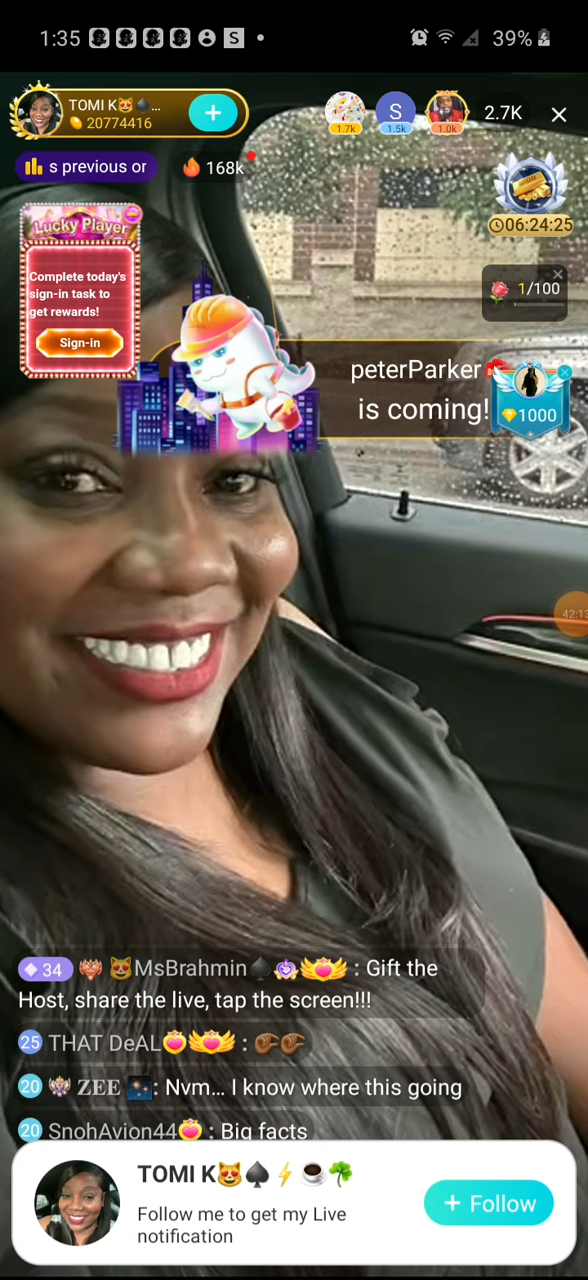 1:35
S
39%
TOMI K😻♠️...
20774416
+
S
1.7k
1.5k
1.0k
2.7K
×
s previous or
168k
06:24:25
Lucky Player
Complete today's
sign-in task to
get rewards!
Sign-in
1/100
peterParker
is coming!
1000
42:13
34 😻MsBrahmin♠️ : Gift the
Host, share the live, tap the screen!!!
25 THAT DeAL : 
20 𝐙𝐄𝐄 🌌: Nvm... I know where this going
20 SnohAvion44 : Big facts
TOMI K😻♠️⚡☕☘️
Follow me to get my Live
notification
+ Follow